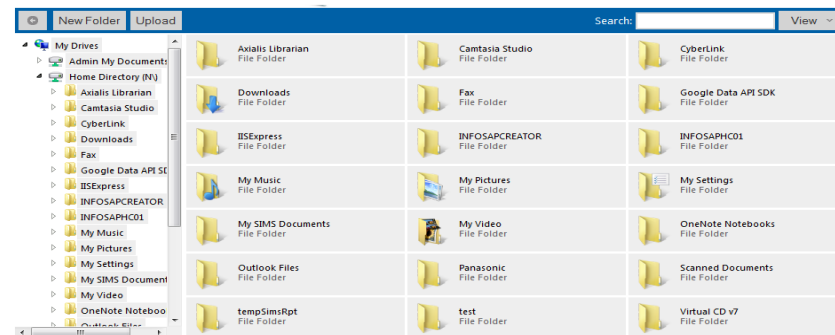 New Folder Upload Search: View
My Drives
Admin My Documents
Home Directory (N\)
Axialis Librarian
Camtasia Studio
CyberLink
Downloads
Fax
Google Data API SD
IISExpress
INFOSAPCREATOR
INFOSAPHC01
My Music
My Pictures
My Settings
My SIMS Document
My Video
OneNote Noteboo
Outlook Files
Axialis Librarian
File Folder
Camtasia Studio
File Folder
CyberLink
File Folder
Downloads
File Folder
Fax
File Folder
Google Data API SDK
File Folder
IISExpress
File Folder
INFOSAPCREATOR
File Folder
INFOSAPHC01
File Folder
My Music
File Folder
My Pictures
File Folder
My Settings
File Folder
My SIMS Documents
File Folder
My Video
File Folder
OneNote Notebooks
File Folder
Outlook Files
File Folder
Panasonic
File Folder
Scanned Documents
File Folder
tempSimsRpt
File Folder
test
File Folder
Virtual CD v7
File Folder